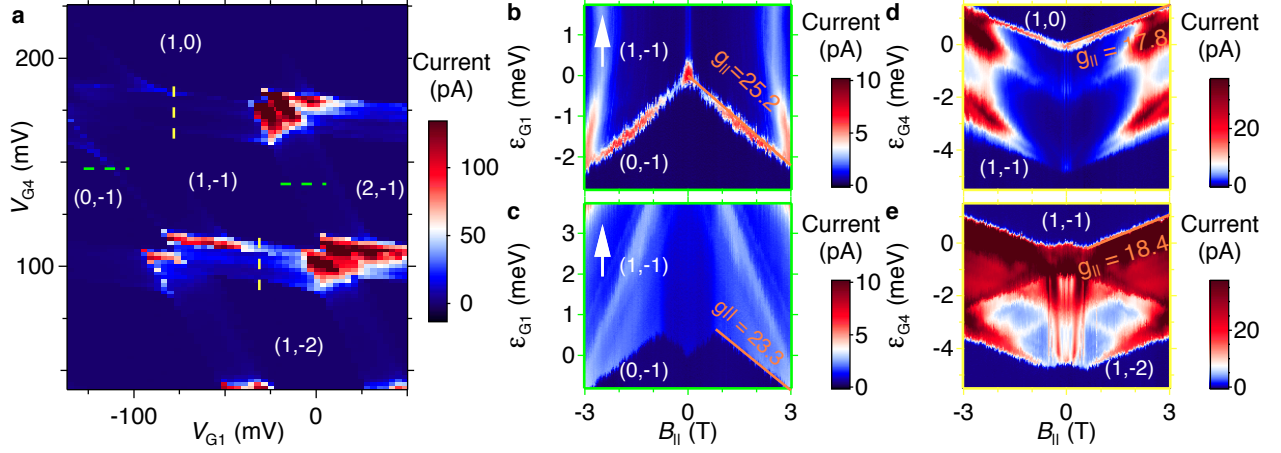 a
200
100
V_G4 (mV)
-100
0
V_G1 (mV)
(1,0)
(0,-1)
(1,-1)
(2,-1)
(1,-2)
Current
(pA)
100
50
0
b
(1,-1)
(0,-1)
g_||=25.2
0
-1
-2
ε_G1 (meV)
Current
(pA)
10
5
0
c
(1,-1)
(0,-1)
g|| = 23.3
3
2
1
0
ε_G1 (meV)
-3
0
3
B_|| (T)
Current
(pA)
10
5
0
d
(1,0)
(1,-1)
g_|| = 17.8
0
-2
-4
ε_G4 (meV)
Current
(pA)
20
0
e
(1,-1)
(1,-2)
g_|| = 18.4
0
-2
-4
ε_G4 (meV)
-3
0
3
B_|| (T)
Current
(pA)
20
0